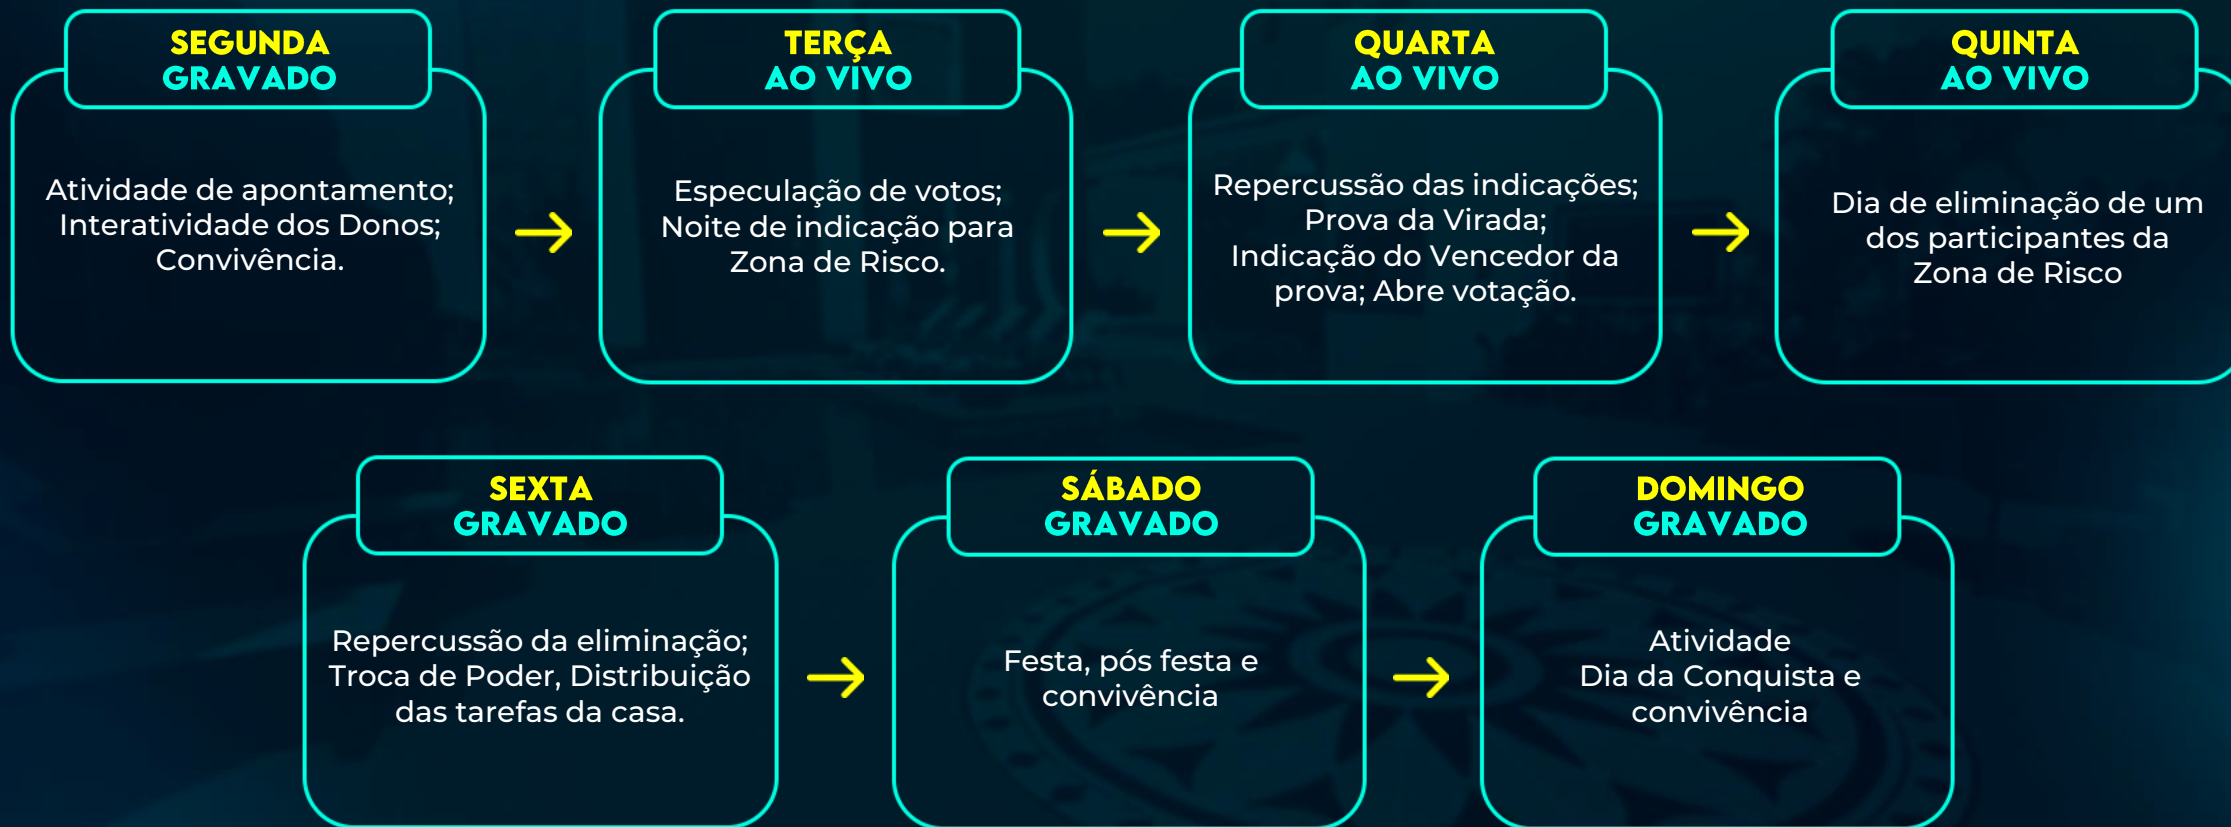 SEGUNDA
GRAVADO
Atividade de apontamento;
Interatividade dos Donos;
Convivência.
TERÇA
AO VIVO
Especulação de votos;
Noite de indicação para
Zona de Risco.
QUARTA
AO VIVO
Repercussão das indicações;
Prova da Virada;
Indicação do Vencedor da
prova; Abre votação.
QUINTA
AO VIVO
Dia de eliminação de um
dos participantes da
Zona de Risco
SEXTA
GRAVADO
Repercussão da eliminação;
Troca de Poder, Distribuição
das tarefas da casa.
SÁBADO
GRAVADO
Festa, pós festa e
convivência
DOMINGO
GRAVADO
Atividade
Dia da Conquista e
convivência